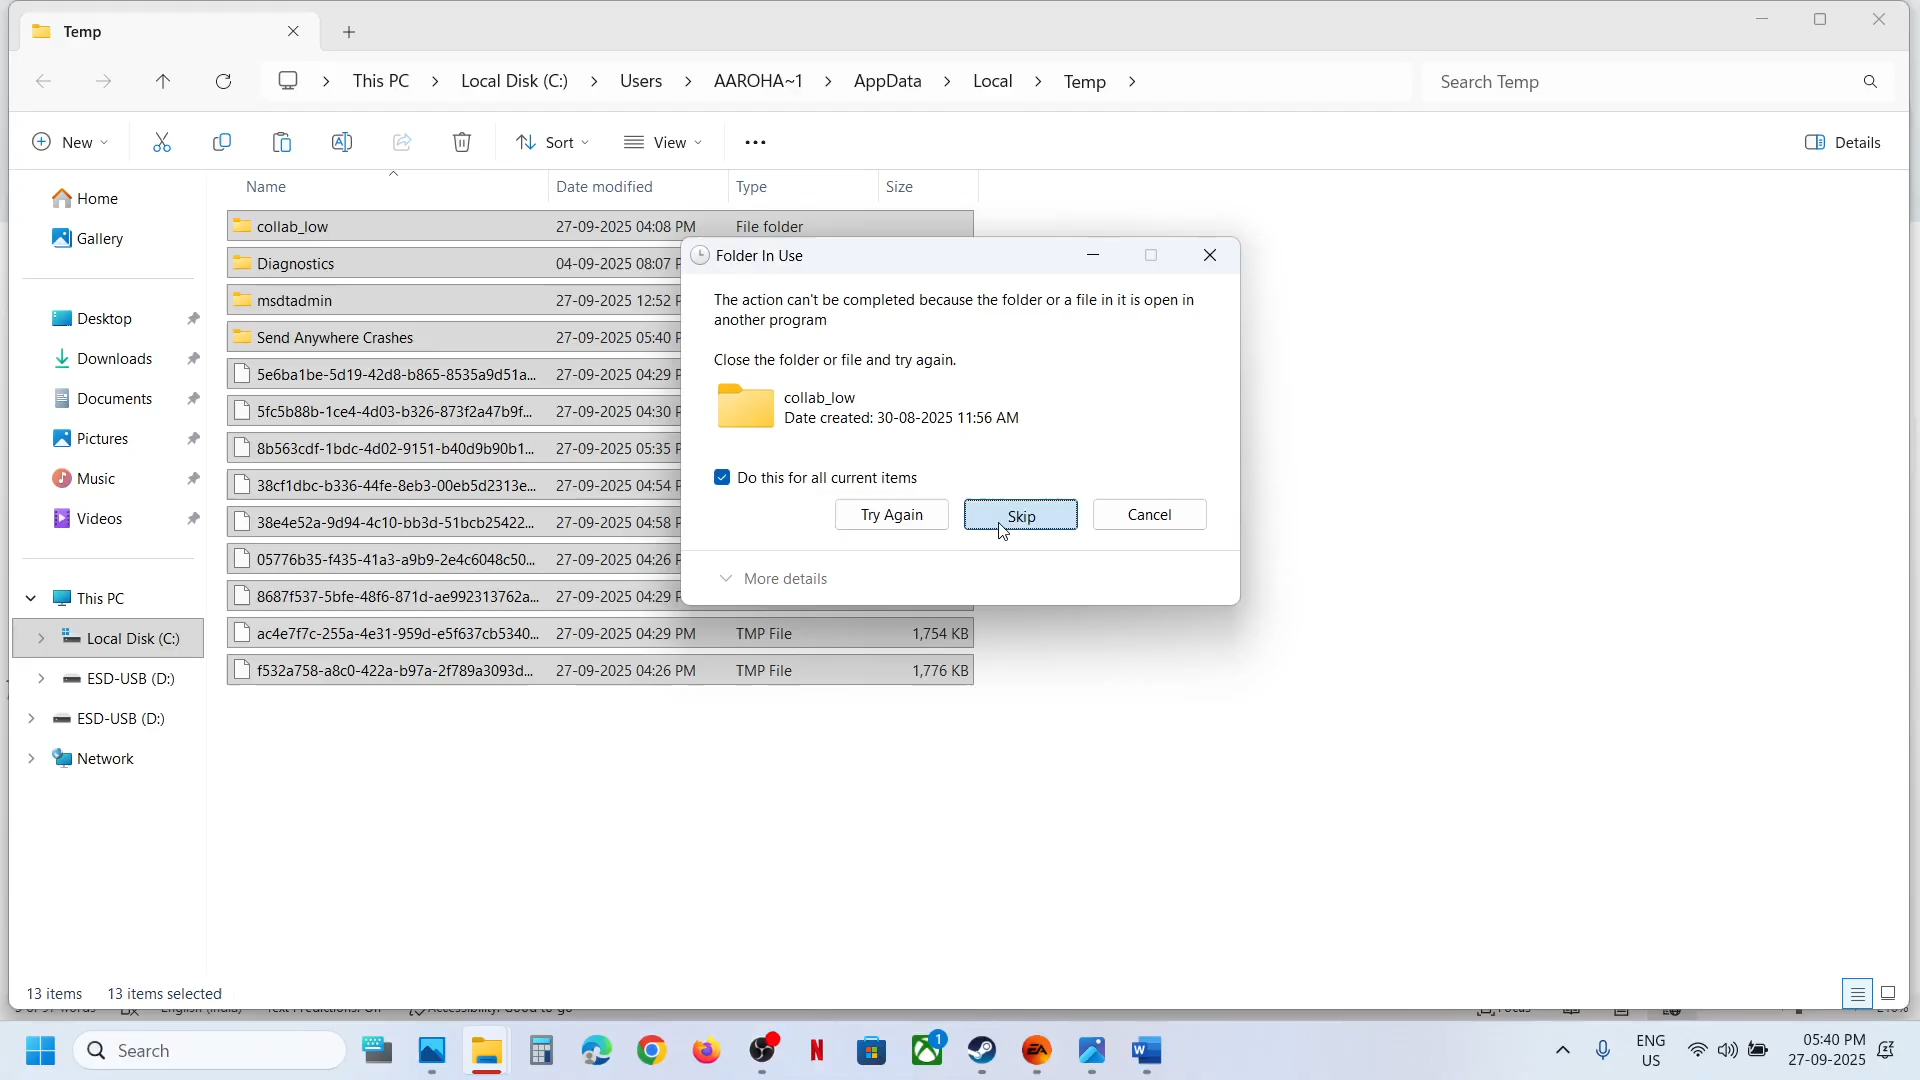 Temp
This PC
Local Disk (C:)
Users
AAROHA~1
AppData
Local
Temp
Search Temp
New
Sort
View
Details
Name
Date modified
Type
Size
Home
Gallery
Desktop
Downloads
Documents
Pictures
Music
Videos
This PC
Local Disk (C:)
ESD-USB (D:)
ESD-USB (D:)
Network
collab_low 27-09-2025 04:08 PM File folder
Diagnostics 04-09-2025 08:07
msdtadmin 27-09-2025 12:52
Send Anywhere Crashes 27-09-2025 05:40
5e6ba1be-5d19-42d8-b865-8535a9d51a... 27-09-2025 04:29
5fc5b88b-1ce4-4d03-b326-873f2a47b9f... 27-09-2025 04:30
8b563cdf-1bdc-4d02-9151-b40d9b90b1... 27-09-2025 05:35
38cf1dbc-b336-44fe-8eb3-00eb5d2313e... 27-09-2025 04:54
38e4e52a-9d94-4c10-bb3d-51bcb25422... 27-09-2025 04:58
05776b35-f435-41a3-a9b9-2e4c6048c50... 27-09-2025 04:26
8687f537-5bfe-48f6-871d-ae992313762a... 27-09-2025 04:29
ac4e7f7c-255a-4e31-959d-e5f637cb5340... 27-09-2025 04:29 PM TMP File 1,754 KB
f532a758-a8c0-422a-b97a-2f789a3093d... 27-09-2025 04:26 PM TMP File 1,776 KB
Folder In Use
The action can't be completed because the folder or a file in it is open in
another program
Close the folder or file and try again.
collab_low
Date created: 30-08-2025 11:56 AM
Do this for all current items
Try Again
Skip
Cancel
More details
13 items 13 items selected
Search
1
ENG
US
05:40 PM
27-09-2025